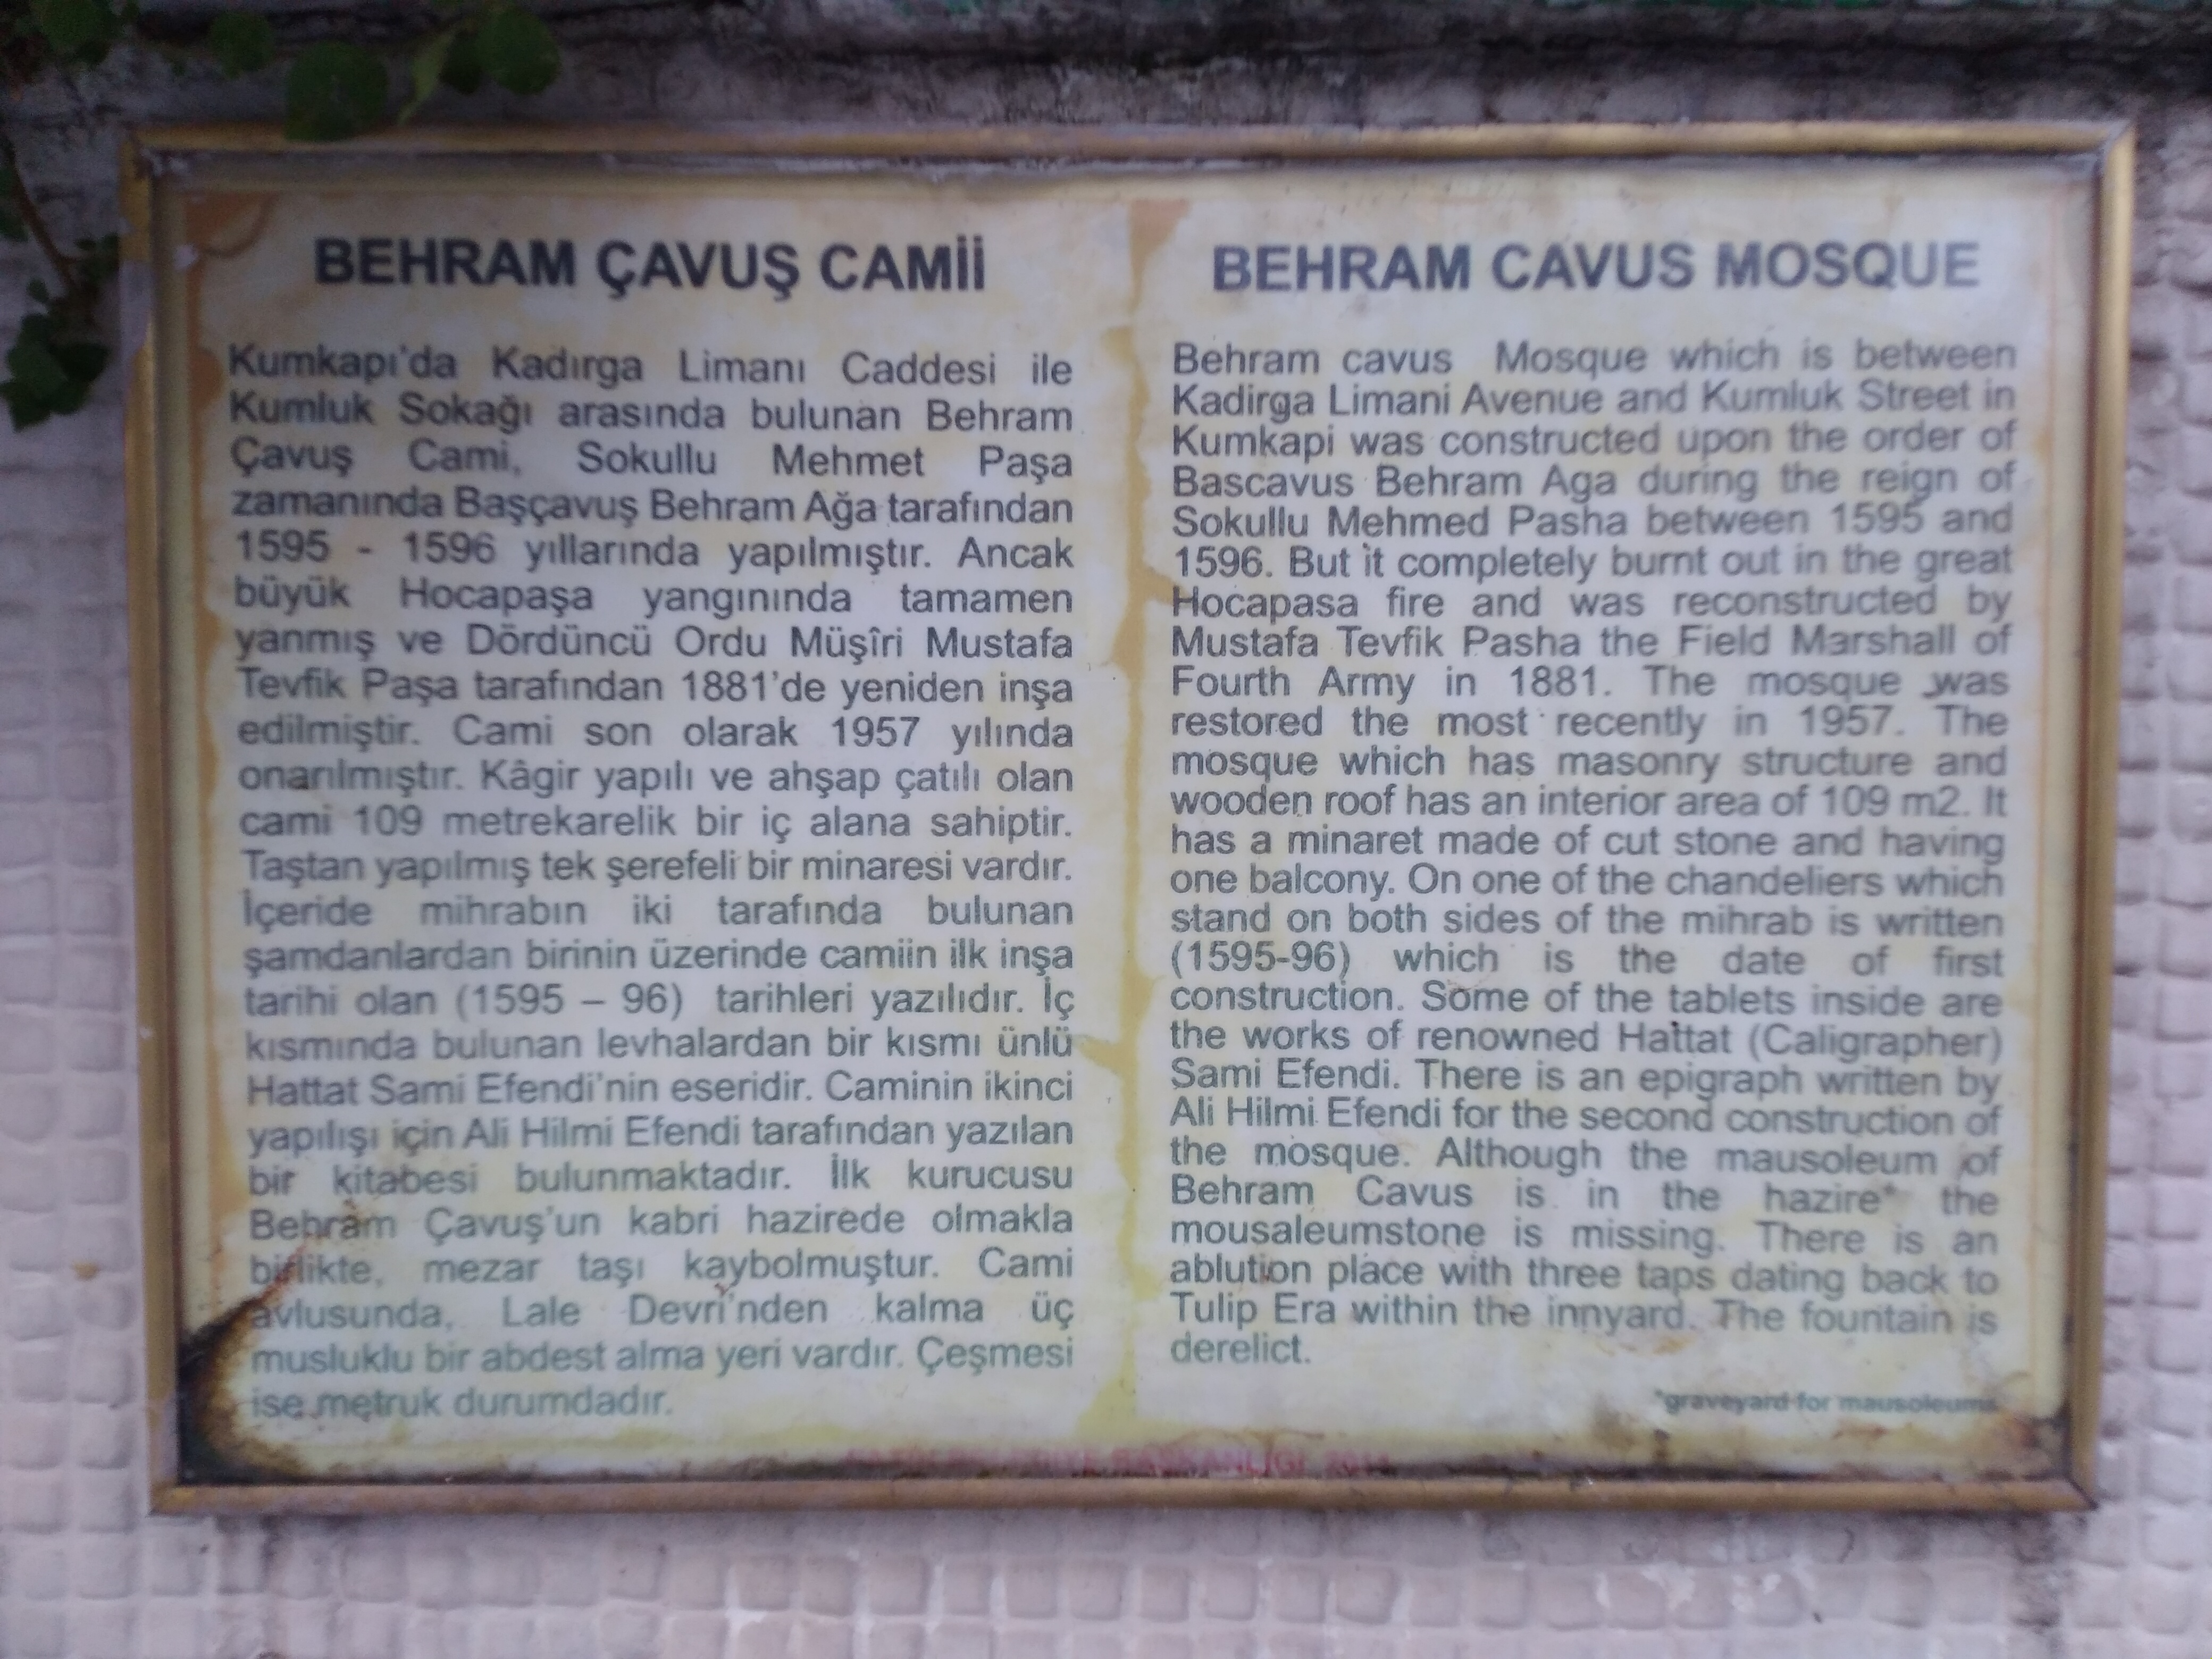 BEHRAM ÇAVUŞ CAMİİ
Kumkapı'da Kadırga Limanı Caddesi ile
Kumluk Sokağı arasında bulunan Behram
Çavuş Cami, Sokullu Mehmet Paşa
zamanında Başçavuş Behram Ağa tarafından
1595 - 1596 yıllarında yapılmıştır. Ancak
büyük Hocapaşa yangınında tamamen
yanmış ve Dördüncü Ordu Müşîri Mustafa
Tevfik Paşa tarafından 1881'de yeniden inşa
edilmiştir. Cami son olarak 1957 yılında
onarılmıştır. Kâgir yapılı ve ahşap çatılı olan
cami 109 metrekarelik bir iç alana sahiptir.
Taştan yapılmış tek şerefeli bir minaresi vardır.
İçeride mihrabın iki tarafında bulunan
şamdanlardan birinin üzerinde camiin ilk inşa
tarihi olan (1595 – 96) tarihleri yazılıdır. İç
kısmında bulunan levhalardan bir kısmı ünlü
Hattat Sami Efendi'nin eseridir. Caminin ikinci
yapılışı için Ali Hilmi Efendi tarafından yazılan
bir kitabesi bulunmaktadır. İlk kurucusu
Behram Çavuş'un kabri hazirede olmakla
birlikte, mezar taşı kaybolmuştur. Cami
avlusunda, Lale Devri'nden kalma üç
musluklu bir abdest alma yeri vardır. Çeşmesi
ise metruk durumdadır.
BEHRAM CAVUS MOSQUE
Behram cavus Mosque which is between
Kadirga Limani Avenue and Kumluk Street in
Kumkapi was constructed upon the order of
Bascavus Behram Aga during the reign of
Sokullu Mehmed Pasha between 1595 and
1596. But it completely burnt out in the great
Hocapasa fire and was reconstructed by
Mustafa Tevfik Pasha the Field Marshall of
Fourth Army in 1881. The mosque was
restored the most recently in 1957. The
mosque which has masonry structure and
wooden roof has an interior area of 109 m2. It
has a minaret made of cut stone and having
one balcony. On one of the chandeliers which
stand on both sides of the mihrab is written
(1595-96) which is the date of first
construction. Some of the tablets inside are
the works of renowned Hattat (Caligrapher)
Sami Efendi. There is an epigraph written by
Ali Hilmi Efendi for the second construction of
the mosque. Although the mausoleum of
Behram Cavus is in the hazire* the
mousaleumstone is missing. There is an
ablution place with three taps dating back to
Tulip Era within the innyard. The fountain is
derelict.
*graveyard for mausoleums
BAŞKANLIĞI